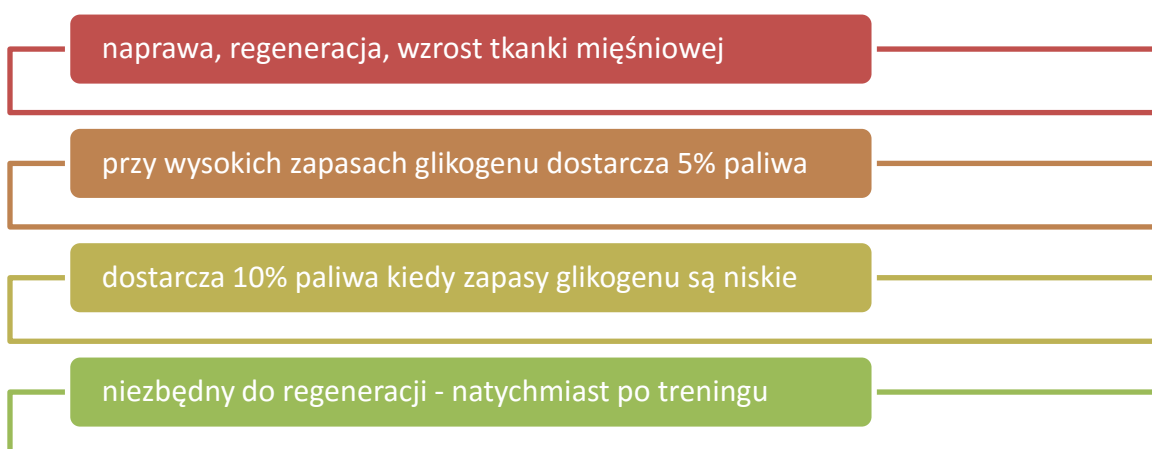 naprawa, regeneracja, wzrost tkanki mięśniowej
przy wysokich zapasach glikogenu dostarcza 5% paliwa
dostarcza 10% paliwa kiedy zapasy glikogenu są niskie
niezbędny do regeneracji - natychmiast po treningu